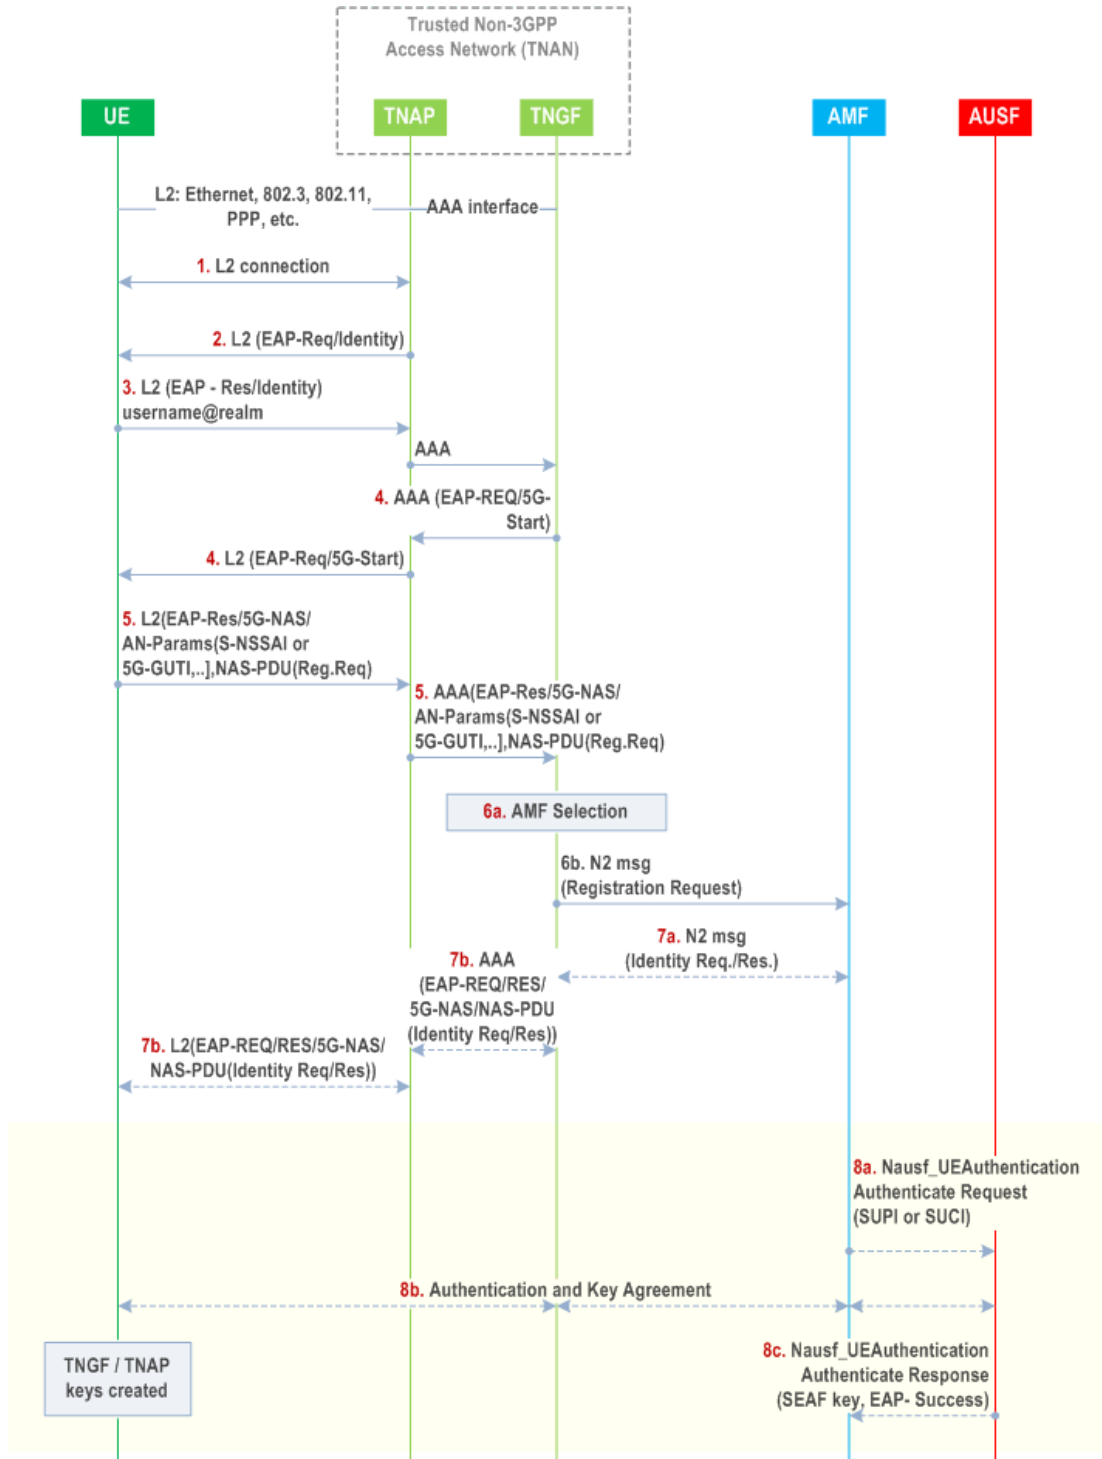 Trusted Non-3GPP
Access Network (TNAN)
UE
TNAP
TNGF
AMF
AUSF
L2: Ethernet, 802.3, 802.11,
PPP, etc.
AAA interface
1. L2 connection
2. L2 (EAP-Req/Identity)
3. L2 (EAP - Res/Identity)
username@realm
AAA
4. AAA (EAP-REQ/5G-
Start)
4. L2 (EAP-Req/5G-Start)
5. L2(EAP-Res/5G-NAS/
AN-Params(S-NSSAI or
5G-GUTI,..],NAS-PDU(Reg.Req)
5. AAA(EAP-Res/5G-NAS/
AN-Params(S-NSSAI or
5G-GUTI,..],NAS-PDU(Reg.Req)
6a. AMF Selection
6b. N2 msg
(Registration Request)
7a. N2 msg
(Identity Req./Res.)
7b. AAA
(EAP-REQ/RES/
5G-NAS/NAS-PDU
(Identity Req/Res))
7b. L2(EAP-REQ/RES/5G-NAS/
NAS-PDU(Identity Req/Res))
8a. Nausf_UEAuthentication
Authenticate Request
(SUPI or SUCI)
8b. Authentication and Key Agreement
TNGF / TNAP
keys created
8c. Nausf_UEAuthentication
Authenticate Response
(SEAF key, EAP- Success)